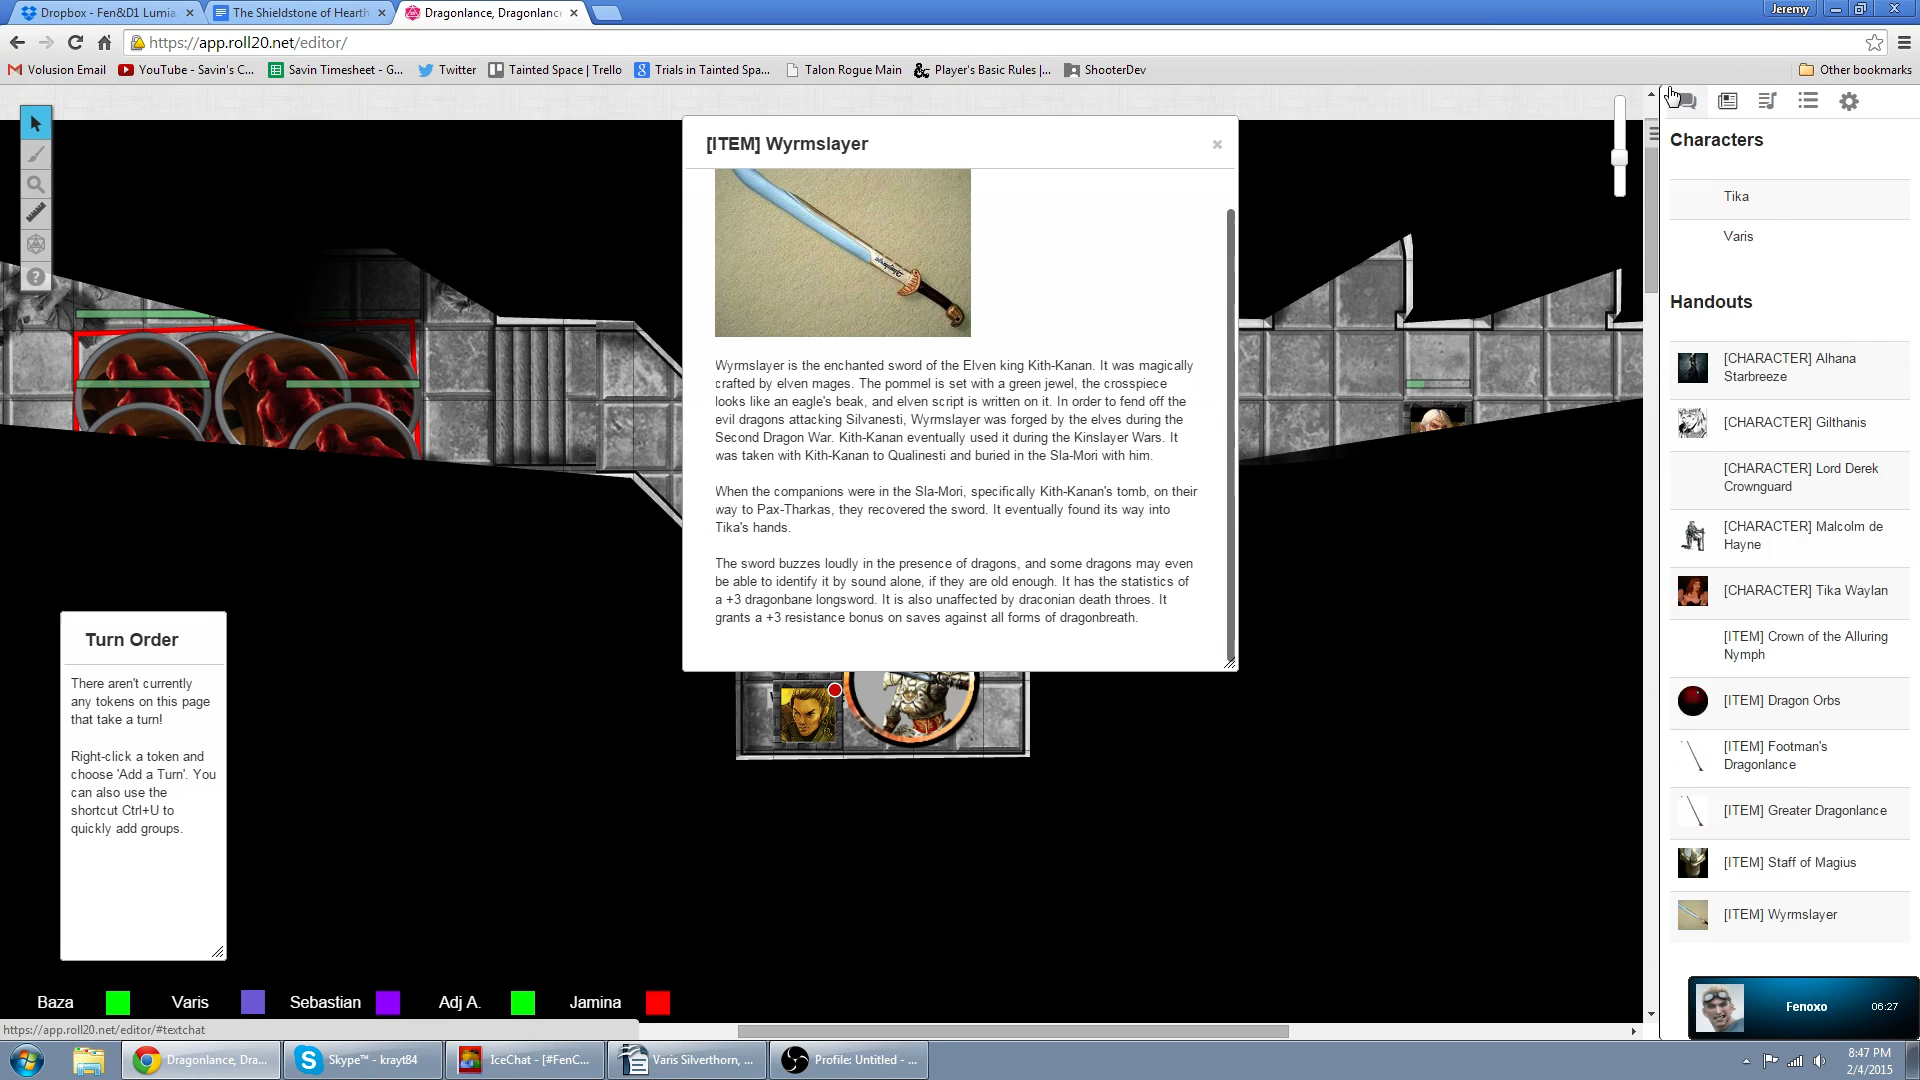 Dropbox - Fen&D1 Lumia
The Shieldstone of Hearth
Dragonlance, Dragonlanc
Jeremy
https://app.roll20.net/editor/
Volusion Email
YouTube - Savin's C...
Savin Timesheet - G...
Twitter
Tainted Space | Trello
Trials in Tainted Spa...
Talon Rogue Main
Player's Basic Rules |...
ShooterDev
Other bookmarks
[ITEM] Wyrmslayer
Wyrmslayer is the enchanted sword of the Elven king Kith-Kanan. It was magically
crafted by elven mages. The pommel is set with a green jewel, the crosspiece
looks like an eagle's beak, and elven script is written on it. In order to fend off the
evil dragons attacking Silvanesti, Wyrmslayer was forged by the elves during the
Second Dragon War. Kith-Kanan eventually used it during the Kinslayer Wars. It
was taken with Kith-Kanan to Qualinesti and buried in the Sla-Mori with him.
When the companions were in the Sla-Mori, specifically Kith-Kanan's tomb, on their
way to Pax-Tharkas, they recovered the sword. It eventually found its way into
Tika's hands.
The sword buzzes loudly in the presence of dragons, and some dragons may even
be able to identify it by sound alone, if they are old enough. It has the statistics of
a +3 dragonbane longsword. It is also unaffected by draconian death throes. It
grants a +3 resistance bonus on saves against all forms of dragonbreath.
Turn Order
There aren't currently
any tokens on this page
that take a turn!
Right-click a token and
choose 'Add a Turn'. You
can also use the
shortcut Ctrl+U to
quickly add groups.
Characters
Tika
Varis
Handouts
[CHARACTER] Alhana
Starbreeze
[CHARACTER] Gilthanis
[CHARACTER] Lord Derek
Crownguard
[CHARACTER] Malcolm de
Hayne
[CHARACTER] Tika Waylan
[ITEM] Crown of the Alluring
Nymph
[ITEM] Dragon Orbs
[ITEM] Footman's
Dragonlance
[ITEM] Greater Dragonlance
[ITEM] Staff of Magius
[ITEM] Wyrmslayer
Fenoxo
06:27
Baza
Varis
Sebastian
Adj A.
Jamina
https://app.roll20.net/editor/#textchat
Dragonlance, Dra...
Skype™ - krayt84
IceChat - [#FenC...
Varis Silverthorn, ...
Profile: Untitled - ...
8:47 PM
2/4/2015